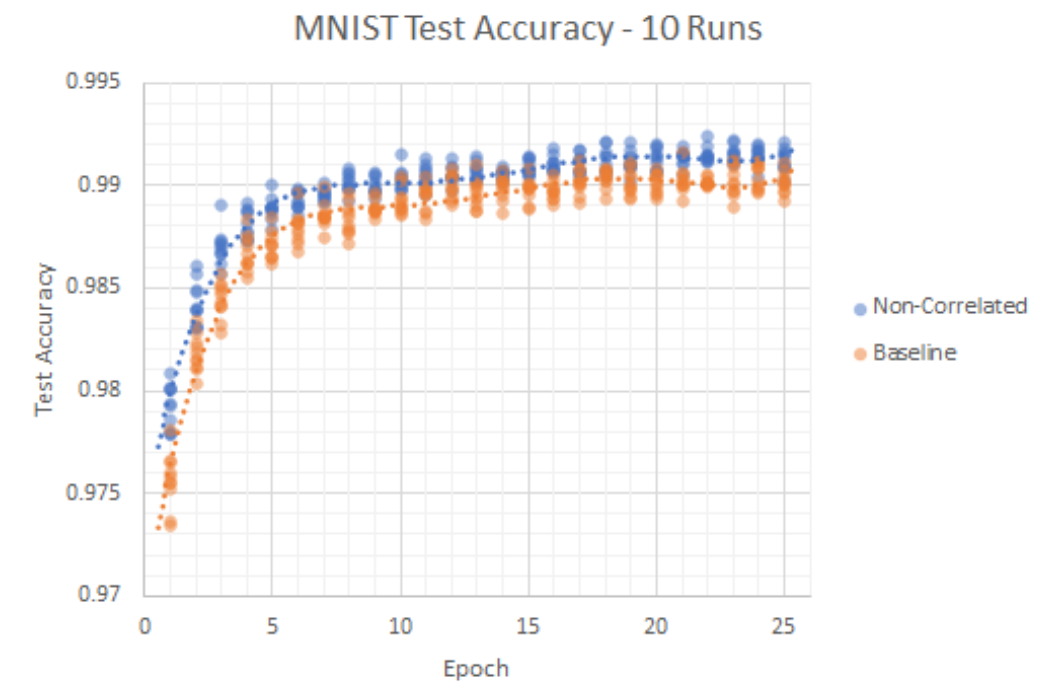 MNIST Test Accuracy - 10 Runs
0.995
0.99
0.985
0.98
0.975
0.97
Test Accuracy
0 5 10 15 20 25
Epoch
Non-Correlated
Baseline